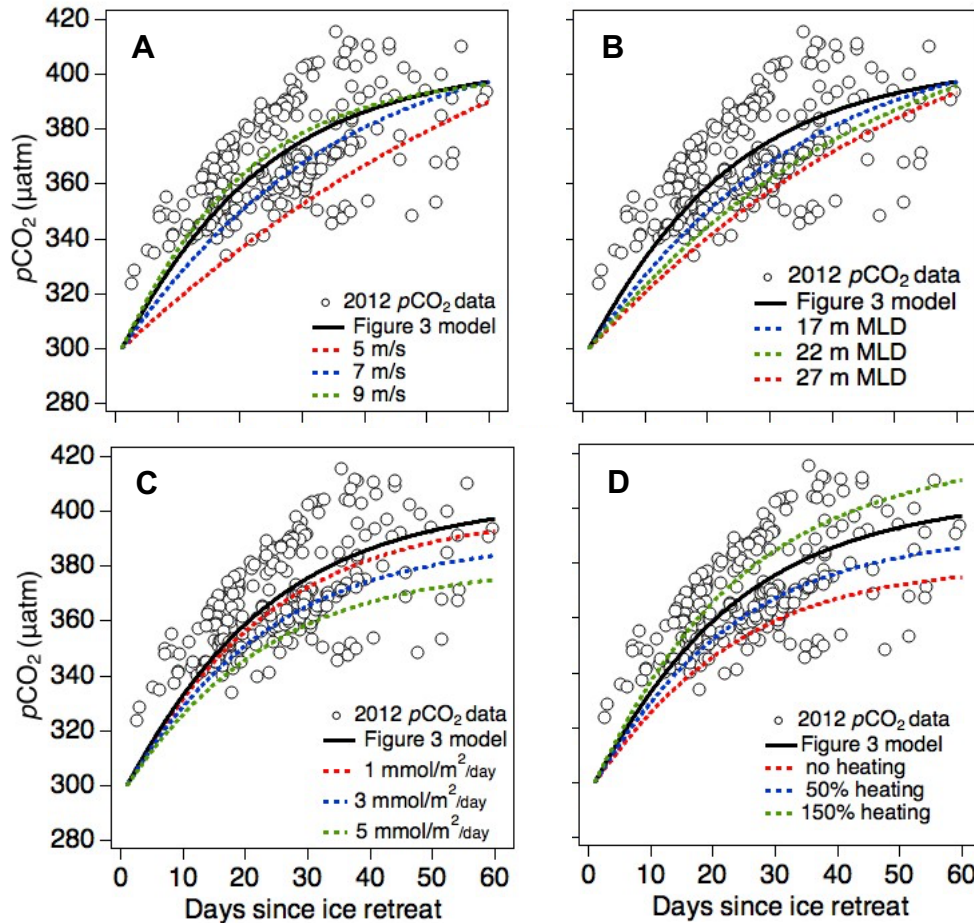 A
420
400
380
360
340
320
300
280
pCO₂ (µatm)
2012 pCO₂ data
Figure 3 model
5 m/s
7 m/s
9 m/s
B
2012 pCO₂ data
Figure 3 model
17 m MLD
22 m MLD
27 m MLD
C
420
400
380
360
340
320
300
280
pCO₂ (µatm)
2012 pCO₂ data
Figure 3 model
1 mmol/m²/day
3 mmol/m²/day
5 mmol/m²/day
0 10 20 30 40 50 60
Days since ice retreat
D
2012 pCO₂ data
Figure 3 model
no heating
50% heating
150% heating
0 10 20 30 40 50 60
Days since ice retreat